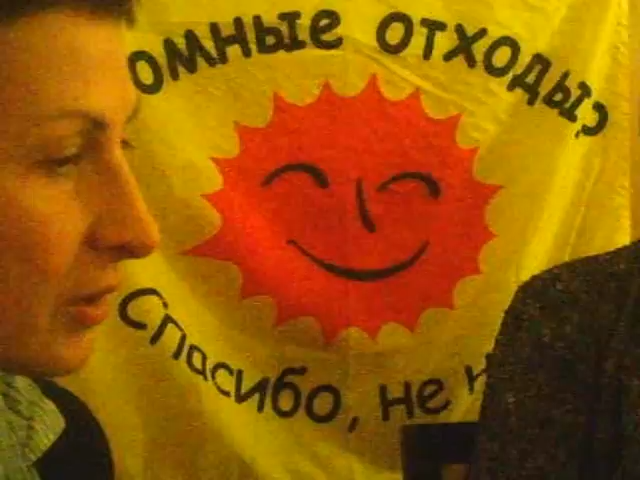 омные отходы?
Спасибо, не н